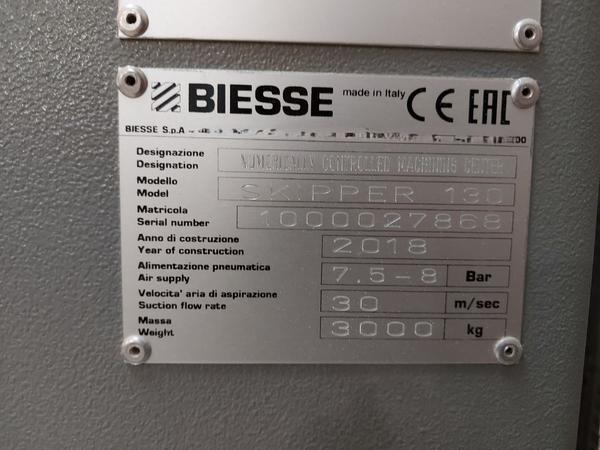 BIESSE made in Italy CE EAC
BIESSE S.p.A
Designazione
Designation NUMERICALLY CONTROLLED MACHINING CENTER
Modello
Model SKIPPER 130
Matricola
Serial number 1000027868
Anno di costruzione
Year of construction 2018
Alimentazione pneumatica
Air supply 7.5-8 Bar
Velocita' aria di aspirazione
Suction flow rate 30 m/sec
Massa
Weight 3000 kg